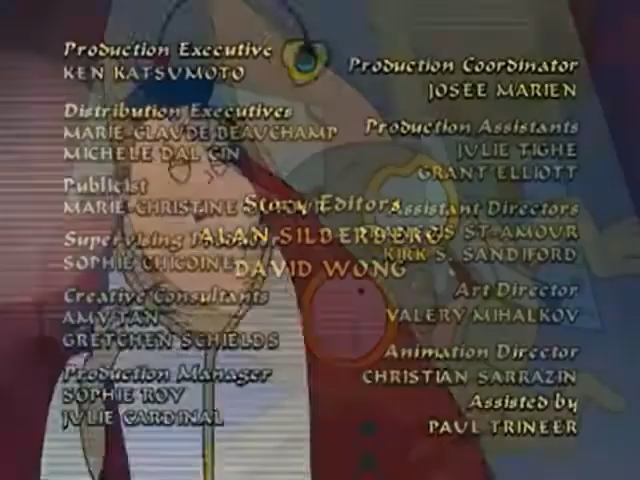 Production Executive
KEN KATSUMOTO
Distribution Executives
MARIE-CLAUDE BEAUCHAMP
MICHELE DAL CIN
Publicist
MARIE-CHRISTINE
Supervising
SOPHIE CHICOINE
Creative Consultants
AMY TAN
GRETCHEN SCHIELDS
Production Manager
SOPHIE ROY
JULIE CARDINAL
Story Editors
ALAN SILBERBERG
DAVID WONG
Production Coordinator
JOSÉE MARIEN
Production Assistants
JULIE TIGHE
GRANT ELLIOTT
Assistant Directors
ST-AMOUR
KIRK S. SANDIFORD
Art Director
VALERY MIHALKOV
Animation Director
CHRISTIAN SARRAZIN
Assisted by
PAUL TRINEER